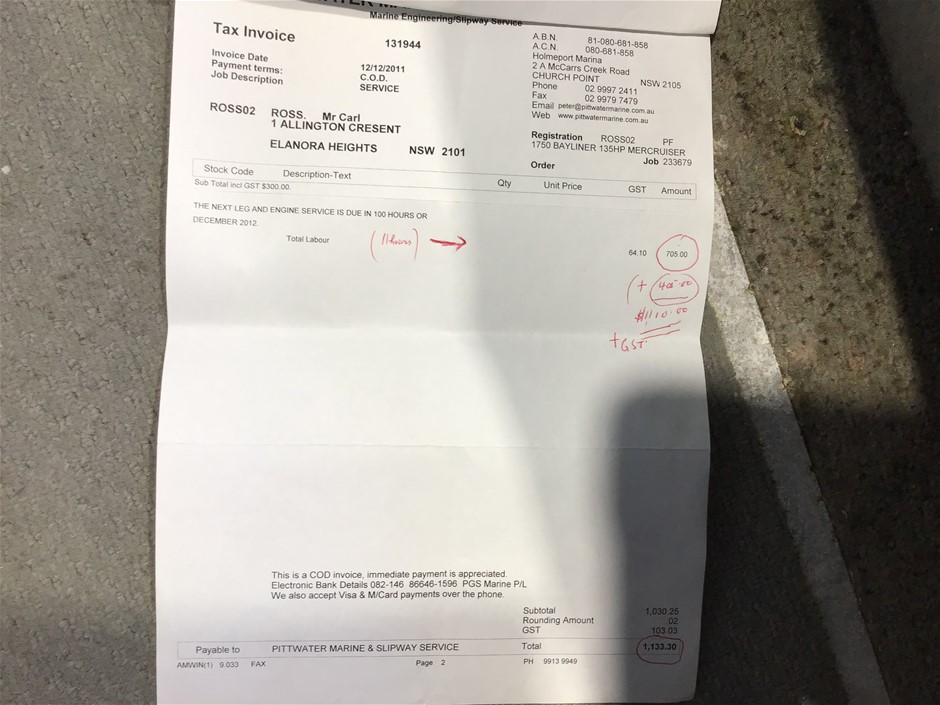 Marine Engineering/Slipway Service
Tax Invoice 131944
Invoice Date 12/12/2011
Payment terms: C.O.D.
Job Description SERVICE
A.B.N. 81-080-681-858
A.C.N. 080-681-858
Holmeport Marina
2 A McCarrs Creek Road
CHURCH POINT NSW 2105
Phone 02 9997 2411
Fax 02 9979 7479
Email peter@pittwatermarine.com.au
Web www.pittwatermarine.com.au
ROSS02 ROSS. Mr Carl
1 ALLINGTON CRESENT
ELANORA HEIGHTS NSW 2101
Registration ROSS02 PF
1750 BAYLINER 135HP MERCRUISER
Order Job 233679
Stock Code Description-Text Qty Unit Price GST Amount
Sub Total incl GST $300.00.
THE NEXT LEG AND ENGINE SERVICE IS DUE IN 100 HOURS OR
DECEMBER 2012.
Total Labour (11 hours) 64.10 705.00
(+ 405.00
$1,110.00
+ GST
This is a COD invoice, immediate payment is appreciated.
Electronic Bank Details 082-146 86646-1596 PGS Marine P/L
We also accept Visa & M/Card payments over the phone.
Subtotal 1,030.25
Rounding Amount 02
GST 103.03
Payable to PITTWATER MARINE & SLIPWAY SERVICE Total 1,133.30
AMWIN(1) 9.033 FAX Page 2 PH 9913 9949